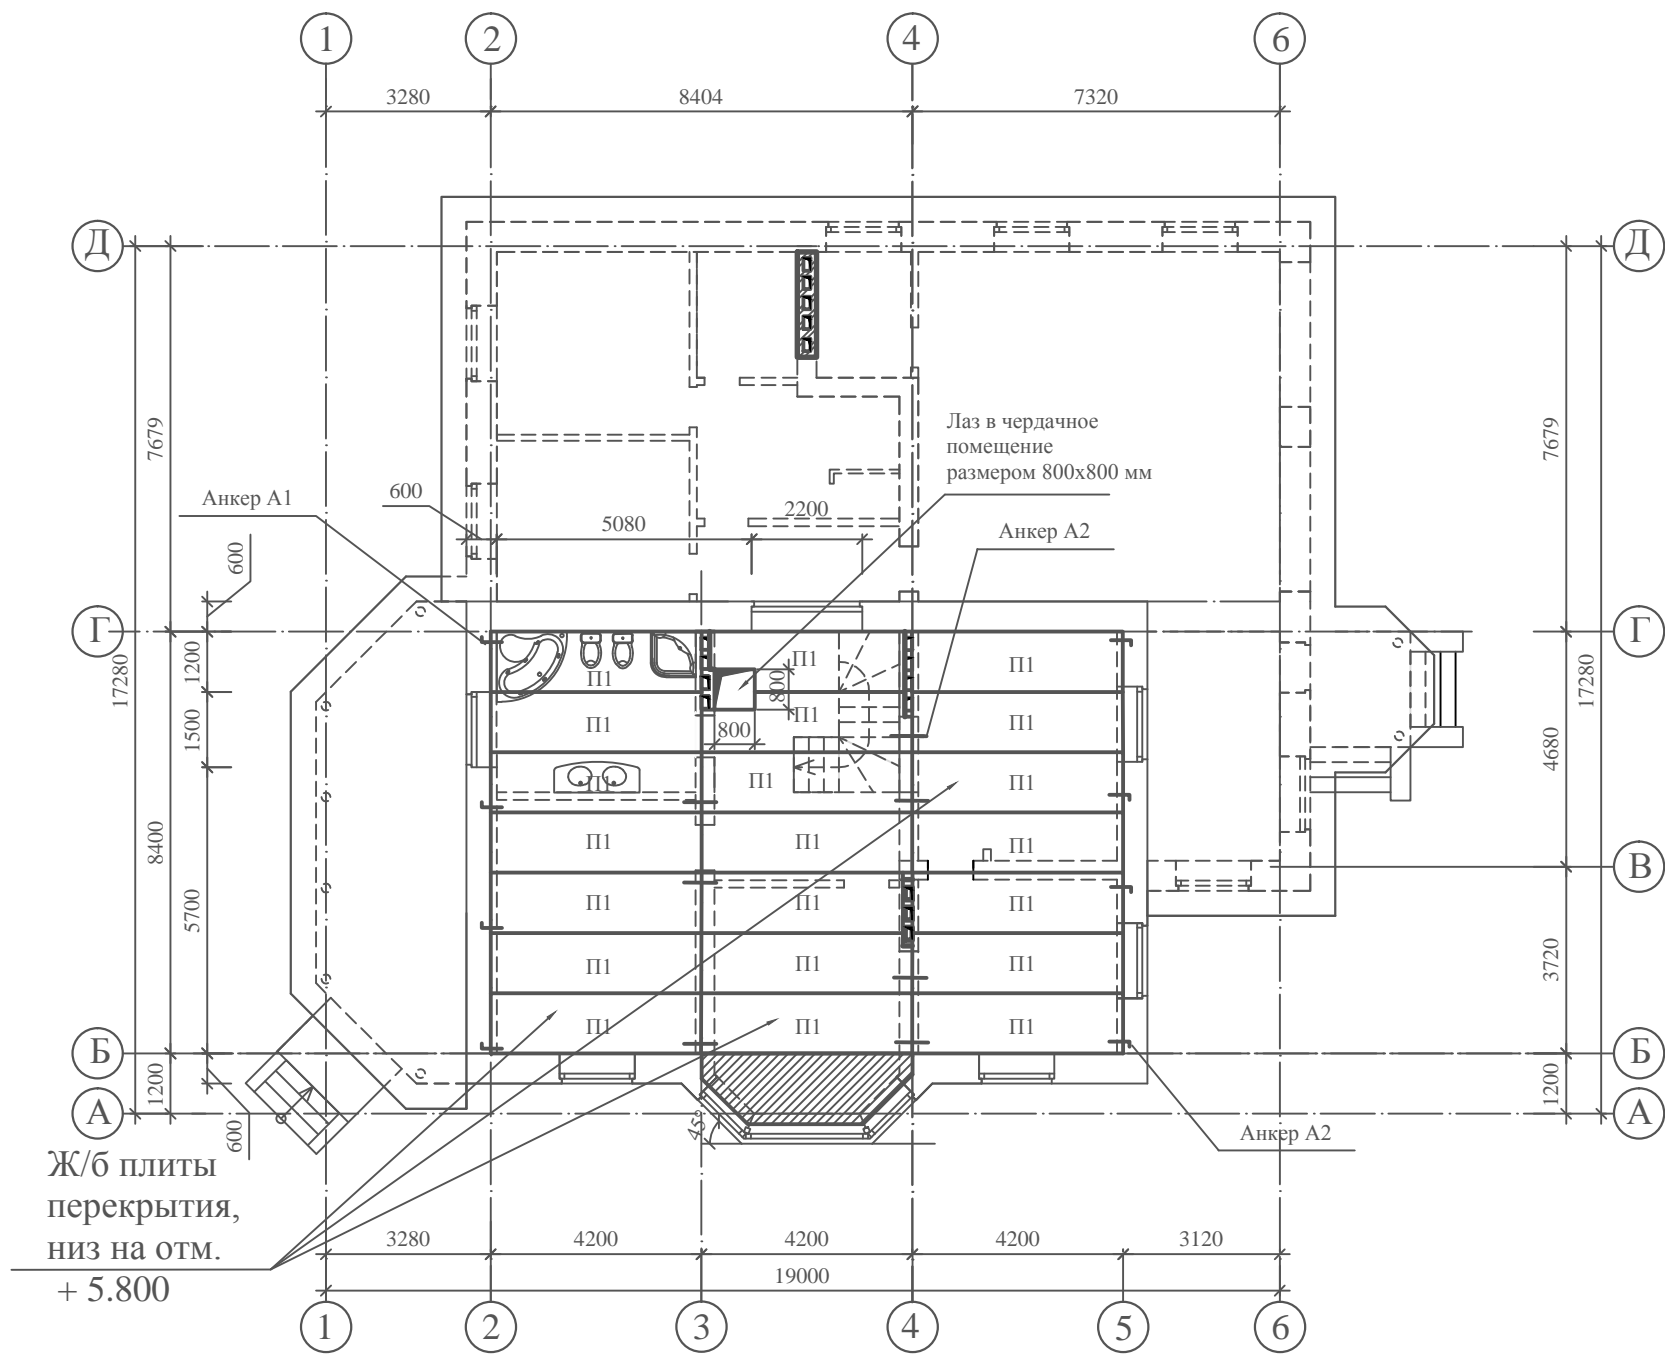 1 2 4 6
3280 8404 7320
Д Д
7679 7679
Лаз в чердачное
помещение
размером 800х800 мм
Анкер А1
600
5080
2200
Анкер А2
600
Г Г
17280 17280
1200
П1 П1 П1
800
1500
П1 П1 П1
800
4680
П1 П1 П1
8400
П1 П1 П1
В
5700
П1 П1 П1
П1 П1 П1
3720
П1 П1 П1
Б Б
1200 1200
А А
45°
600
Анкер А2
Ж/б плиты
перекрытия,
низ на отм.
+ 5.800
3280 4200 4200 4200 3120
19000
1 2 3 4 5 6